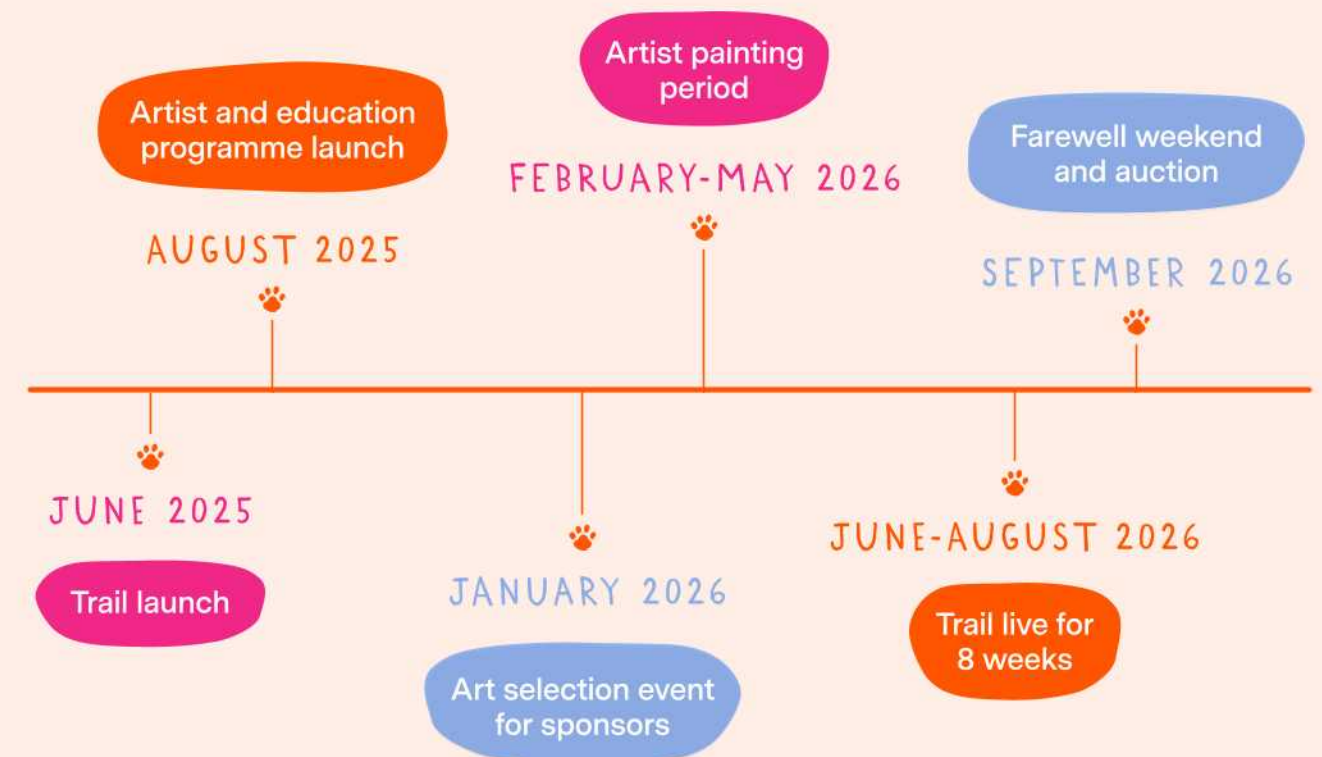 JUNE 2025
Trail launch
Artist and education
programme launch
AUGUST 2025
JANUARY 2026
Art selection event
for sponsors
Artist painting
period
FEBRUARY-MAY 2026
JUNE-AUGUST 2026
Trail live for
8 weeks
Farewell weekend
and auction
SEPTEMBER 2026